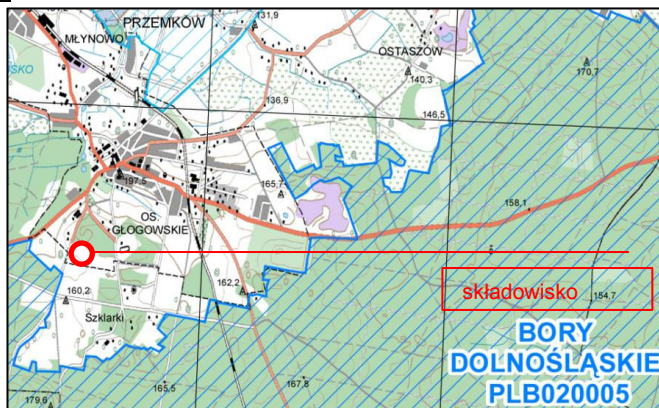 PRZEMKÓW
131,9
MŁYNOWO
OSTASZÓW
140,3
170,7
136,9
146,5
197,5
165,7
OS.
GŁOGOWSKIE
158,1
162,2
160,2
składowisko
154,7
Szklarki
BORY
DOLNOŚLĄSKIE
PLB020005
165,5
167,8
179,6